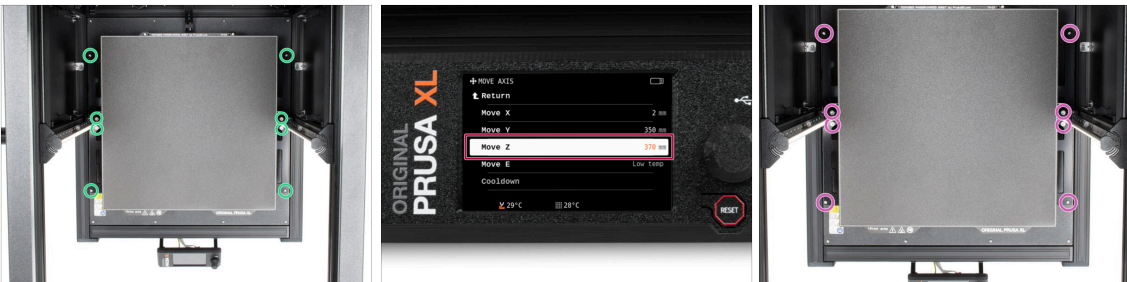 ORIGINAL PRUSA XL
ORIGINAL
PRUSA XL
MOVE AXIS
Return
Move X 2 mm
Move Y 350 mm
Move Z 370 mm
Move E Low temp
Cooldown
29°C 28°C
RESET
ORIGINAL PRUSA XL